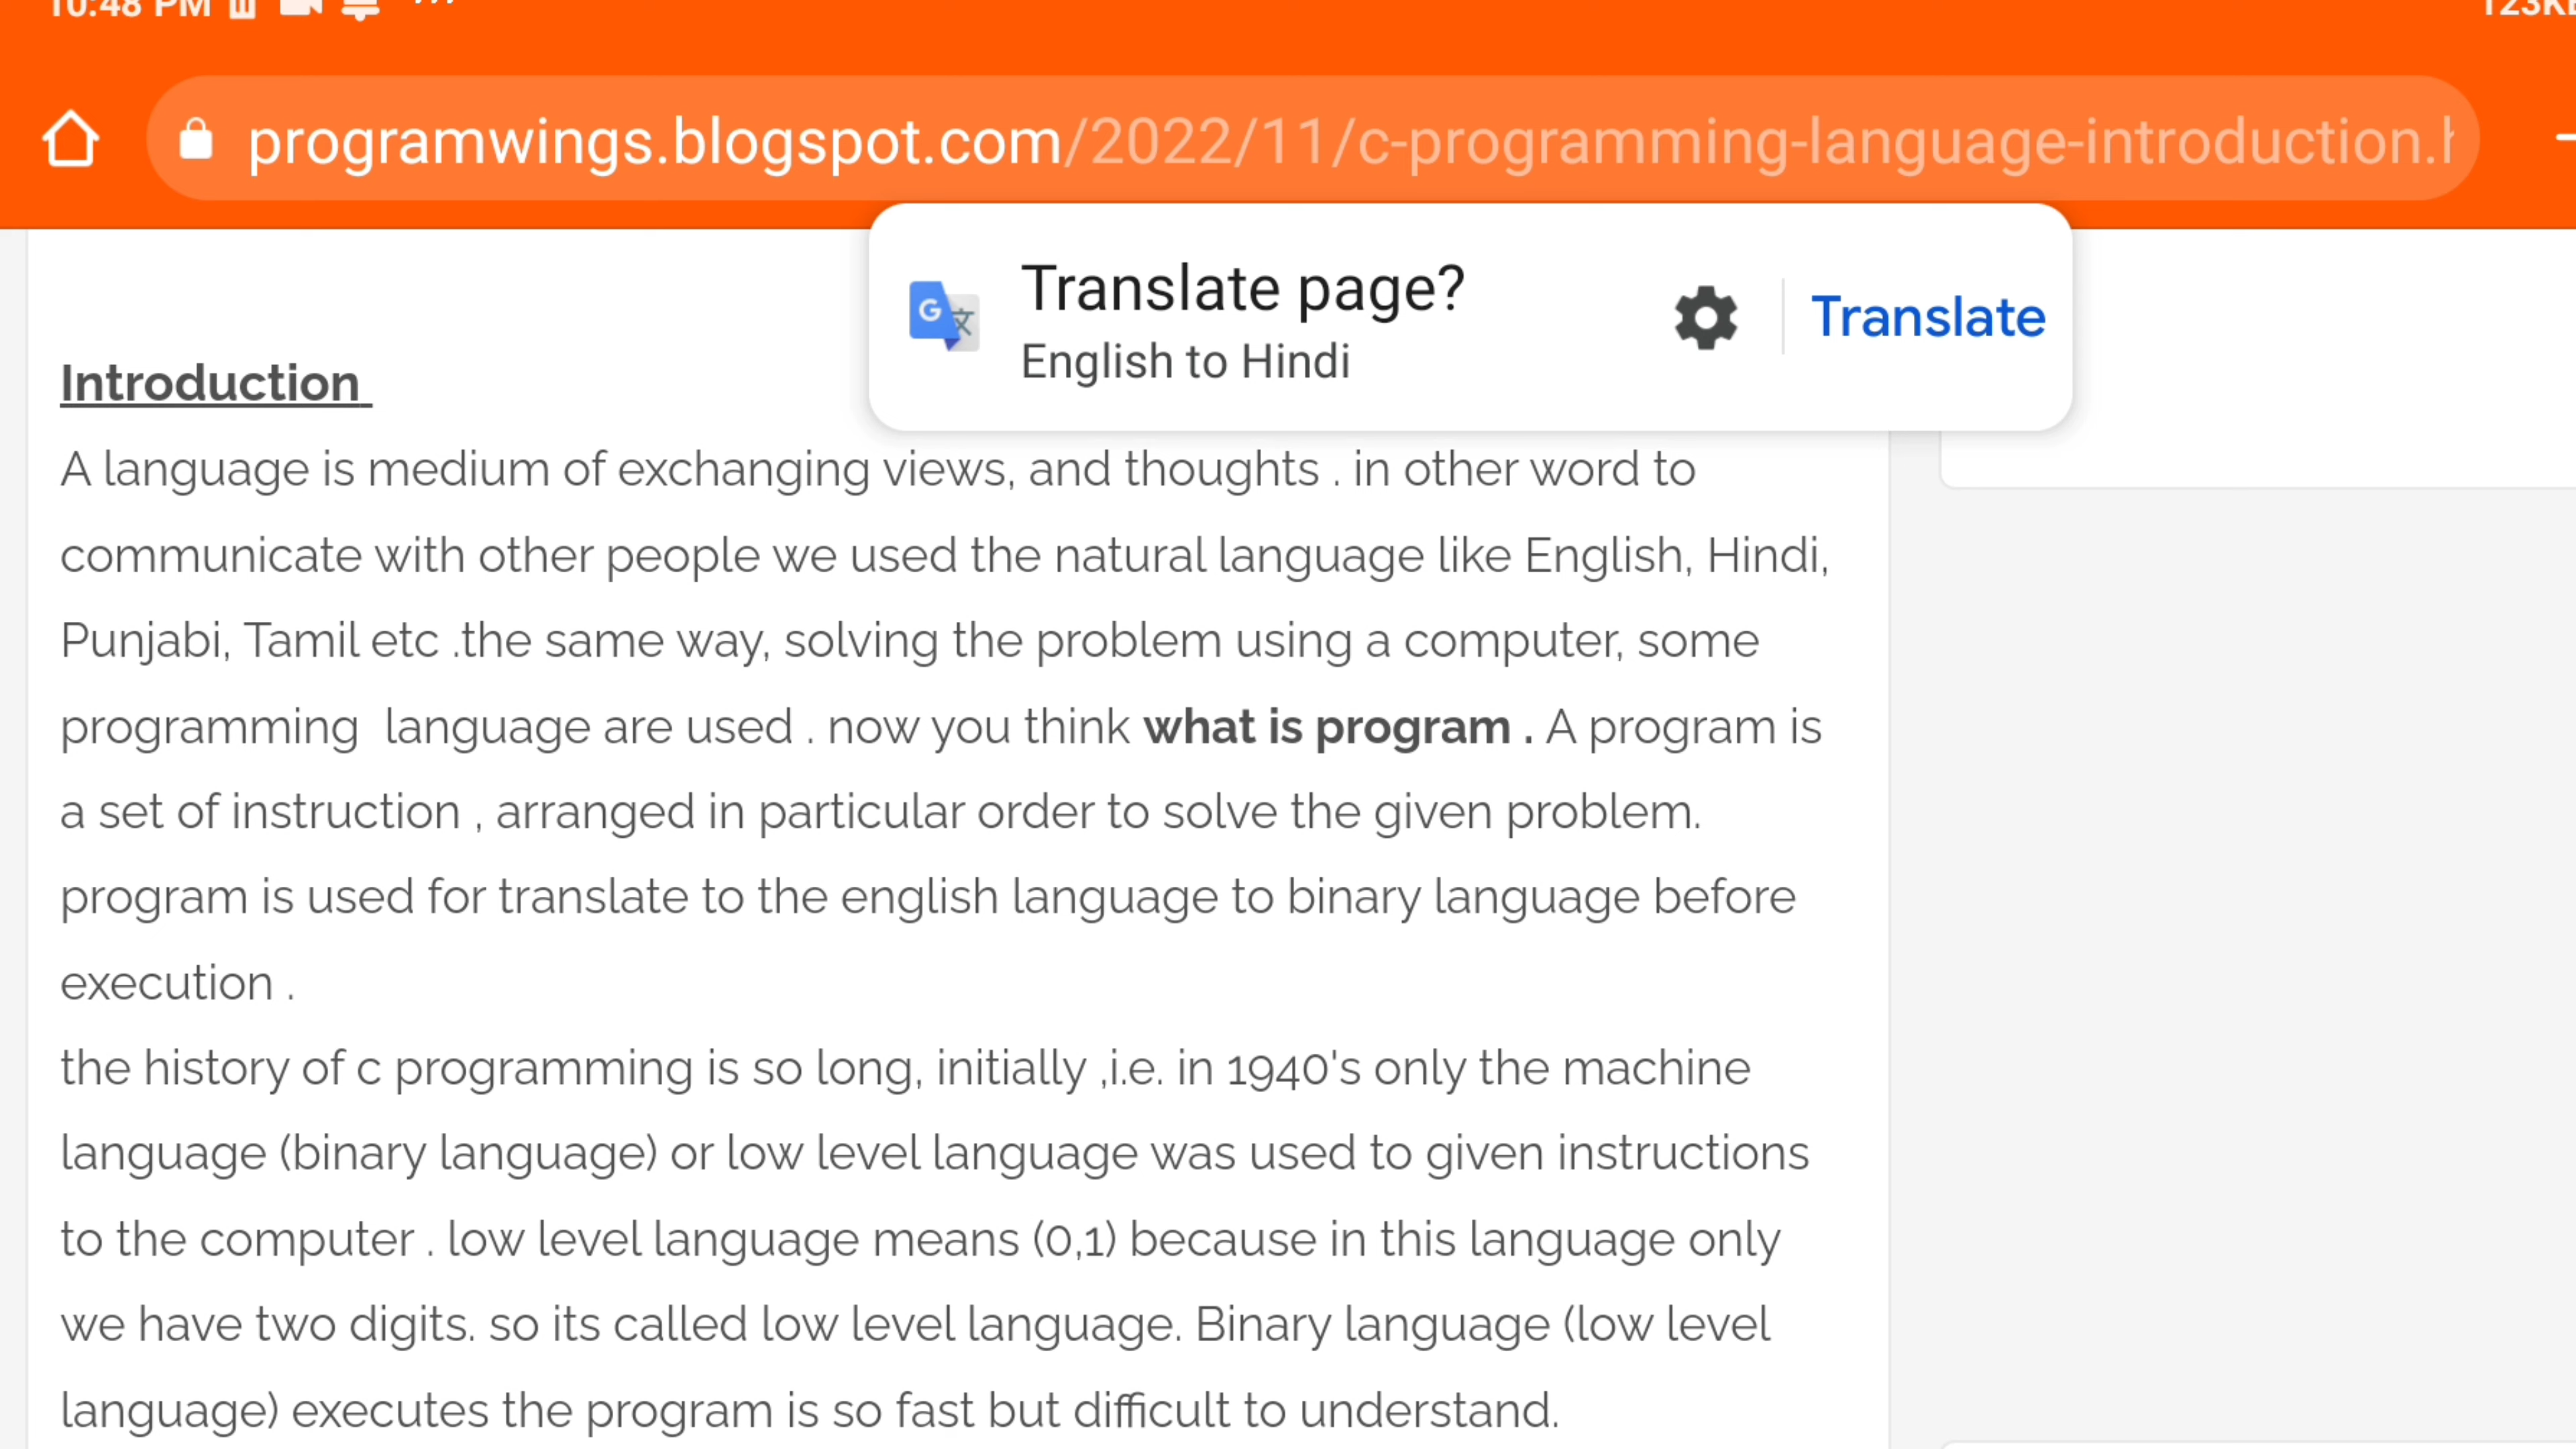 10:48 PM
programwings.blogspot.com/2022/11/c-programming-language-introduction.h
Translate page?
English to Hindi
Translate
Introduction
A language is medium of exchanging views, and thoughts . in other word to
communicate with other people we used the natural language like English, Hindi,
Punjabi, Tamil etc .the same way, solving the problem using a computer, some
programming  language are used . now you think what is program . A program is
a set of instruction , arranged in particular order to solve the given problem.
program is used for translate to the english language to binary language before
execution .
the history of c programming is so long, initially ,i.e. in 1940's only the machine
language (binary language) or low level language was used to given instructions
to the computer . low level language means (0,1) because in this language only
we have two digits. so its called low level language. Binary language (low level
language) executes the program is so fast but difficult to understand.